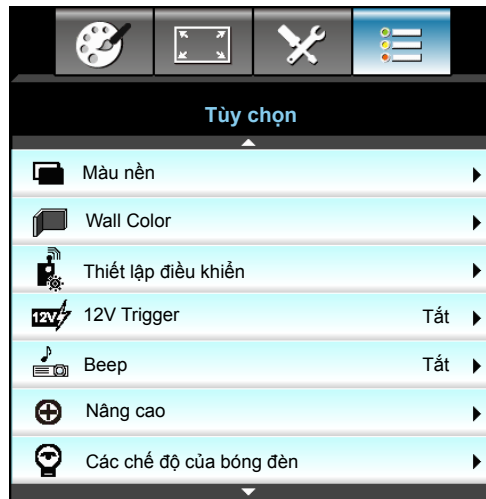 Tùy chọn
Màu nền
Wall Color
Thiết lập điều khiển
12V 12V Trigger Tắt
Beep Tắt
Nâng cao
Các chế độ của bóng đèn